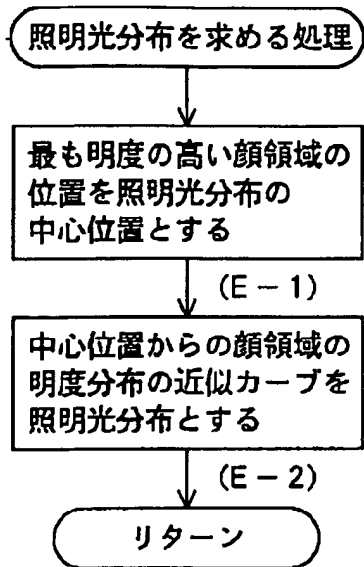 照明光分布を求める処理
最も明度の高い顔領域の
位置を照明光分布の
中心位置とする
(E-1)
中心位置からの顔領域の
明度分布の近似カーブを
照明光分布とする
(E-2)
リターン